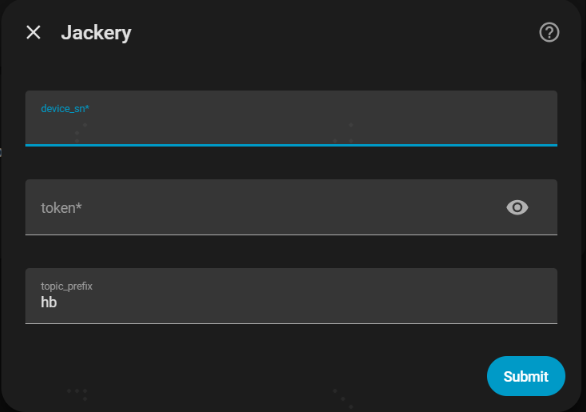 Jackery
device_sn*
token*
topic_prefix
hb
Submit